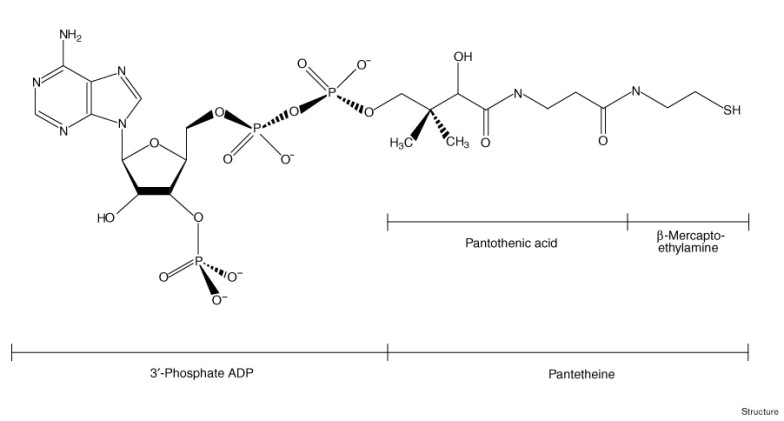 NH₂
N
N
N
N
O
O
P
O
O⁻
O
P
O
O⁻
O
OH
H₃C
CH₃
O
N
O
N
SH
O
HO
O
P
O
O⁻
O⁻
Pantothenic acid
β-Mercapto-
ethylamine
3′-Phosphate ADP
Pantetheine
Structure